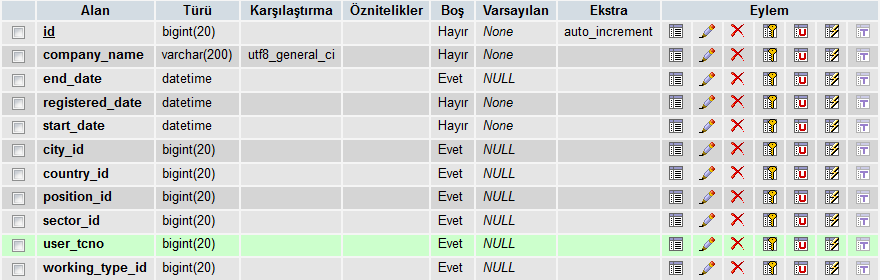 Alan Türü Karşılaştırma Öznitelikler Boş Varsayılan Ekstra Eylem
id bigint(20) Hayır None auto_increment
company_name varchar(200) utf8_general_ci Hayır None
end_date datetime Evet NULL
registered_date datetime Hayır None
start_date datetime Hayır None
city_id bigint(20) Evet NULL
country_id bigint(20) Evet NULL
position_id bigint(20) Evet NULL
sector_id bigint(20) Evet NULL
user_tcno bigint(20) Evet NULL
working_type_id bigint(20) Evet NULL